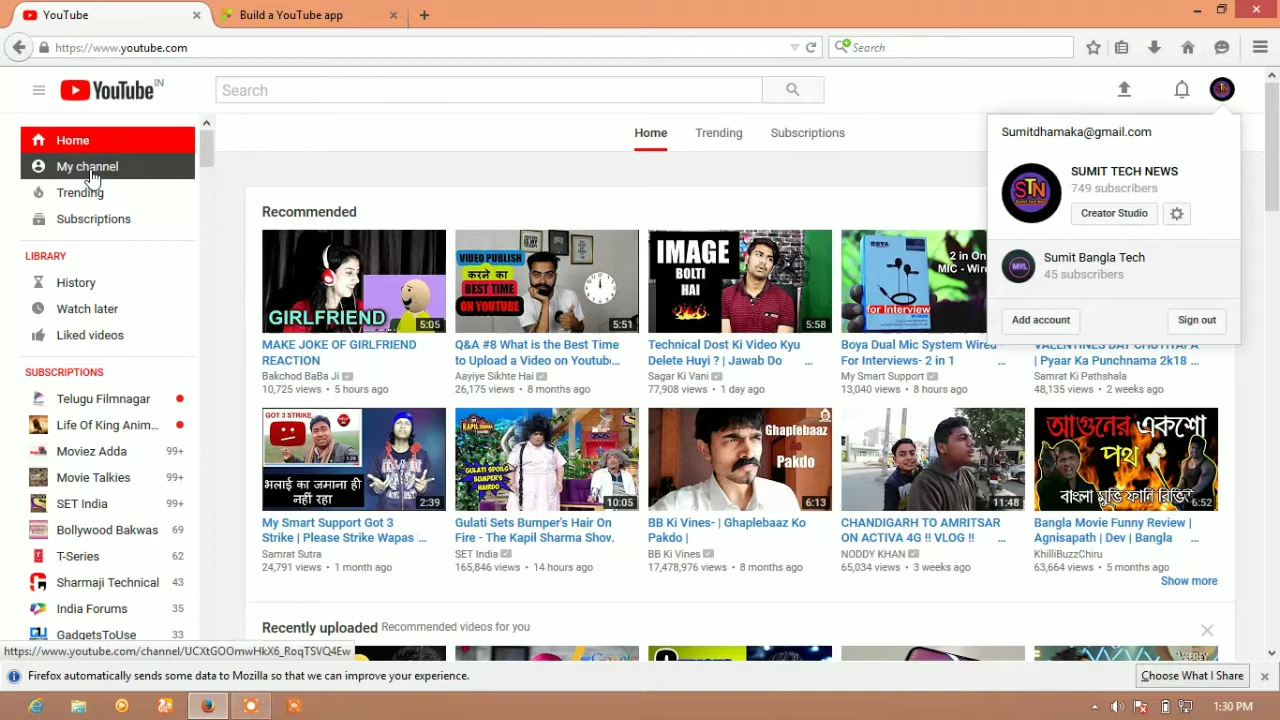 YouTube
Build a YouTube app
https://www.youtube.com
Search
YouTube IN
Search
Home
My channel
Trending
Subscriptions
LIBRARY
History
Watch later
Liked videos
SUBSCRIPTIONS
Telugu Filmnagar
Life Of King Anim...
Moviez Adda 99+
Movie Talkies 99+
SET India 99+
Bollywood Bakwas 69
T-Series 62
Sharmaji Technical 43
India Forums 35
GadgetsToUse 33
Home Trending Subscriptions
Sumitdhamaka@gmail.com
STN
SUMIT TECH NEWS
749 subscribers
Creator Studio
MYL
Sumit Bangla Tech
45 subscribers
Add account Sign out
Recommended
GIRLFRIEND
5:05
MAKE JOKE OF GIRLFRIEND
REACTION
Bakchod BaBa Ji
10,725 views • 5 hours ago
VIDEO PUBLISH
करने का
BEST TIME
ON YOUTUBE
5:51
Q&A #8 What is the Best Time
to Upload a Video on Youtub...
Aayiye Sikhte Hai
26,175 views • 8 months ago
IMAGE
BOLTI
HAI
5:58
Technical Dost Ki Video Kyu
Delete Huyi ? | Jawab Do ...
Sagar Ki Vani
77,908 views • 1 day ago
BOYA
2 in On
MIC - Wire
for Interview
Boya Dual Mic System Wired
For Interviews- 2 in 1 ...
My Smart Support
13,040 views • 8 hours ago
VALENTINES DAY CHUTIYAPA
| Pyaar Ka Punchnama 2k18 ...
Samrat Ki Pathshala
48,135 views • 2 weeks ago
GOT 3 STRIKE
भलाई का जमाना ही
नहीं रहा
2:39
My Smart Support Got 3
Strike | Please Strike Wapas ...
Samrat Sutra
24,791 views • 1 month ago
GULATI SPOILS
BUMPER'S
HAIRDO
10:05
Gulati Sets Bumper's Hair On
Fire - The Kapil Sharma Show...
SET India
165,846 views • 14 hours ago
Ghaplebaaz
Pakdo
6:13
BB Ki Vines- | Ghaplebaaz Ko
Pakdo |
BB Ki Vines
17,478,976 views • 8 months ago
11:48
CHANDIGARH TO AMRITSAR
ON ACTIVA 4G !! VLOG !! ...
NODDY KHAN
65,034 views • 3 weeks ago
আগুনের একশো
পথ
বাংলা মুভি ফানি রিভিউ
6:52
Bangla Movie Funny Review |
Agnisapath | Dev | Bangla ...
KhilliBuzzChiru
63,664 views • 5 months ago
Show more
Recently uploaded Recommended videos for you
https://www.youtube.com/channel/UCXtGOOmwHkX6_RoqTSVQ4Ew
Firefox automatically sends some data to Mozilla so that we can improve your experience.
Choose What I Share
1:30 PM